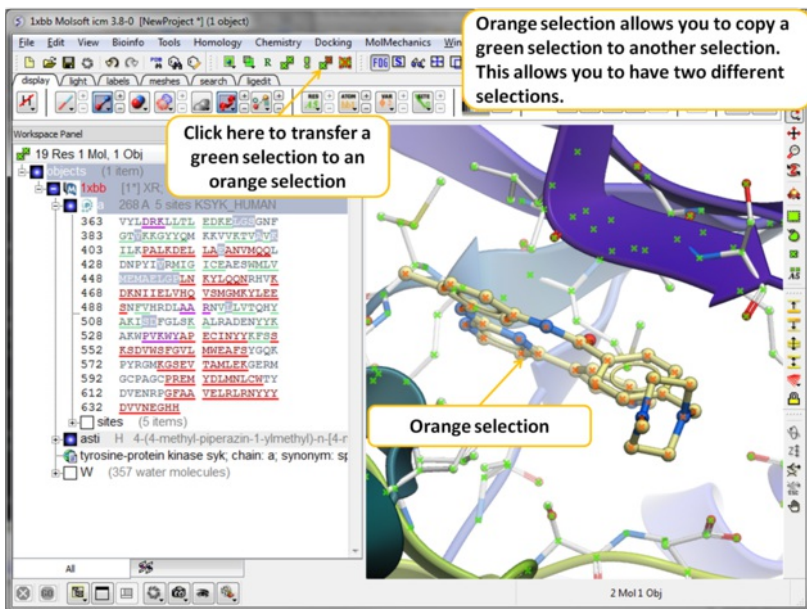 1xbb Molsoft icm 3.8-0 [NewProject *] (1 object)
Orange selection allows you to copy a
green selection to another selection.
This allows you to have two different
selections.
File Edit View Bioinfo Tools Homology Chemistry Docking MolMechanics
display light labels meshes search ligedit
Click here to transfer a
green selection to an
orange selection
Workspace Panel
19 Res 1 Mol, 1 Obj
objects (1 item)
1xbb [1*] XR;
a 268 A 5 sites KSYK_HUMAN
363 VYLDRKLLTL EDKELGSGNF
383 GTVKKGYYQM KKVVKTVAVK
403 ILKPALKDEL LAEANVMQQL
428 DNPYIVRMIG ICEAESWMLV
448 MEMAELGPLN KYLQQNRHVK
468 DKNIIELVHQ VSMGMKYLEE
488 SNFVHRDLAA RNVLLVTQHY
508 AKISDFGLSK ALRADENYYK
528 AKWPVKWYAP ECINYYKFSS
552 KSDVWSFGVL MWEAFSYGQK
572 PYRGMKGSEV TAMLEKGERM
592 GCPAGCPREM YDLMNLCWTY
612 DVENRPGFAA VELRLRNYYY
632 DVVNEGHH
sites (5 items)
asti H 4-(4-methyl-piperazin-1-ylmethyl)-n-[4-
tyrosine-protein kinase syk; chain: a; synonym: sp
W (357 water molecules)
Orange selection
All
2 Mol 1 Obj